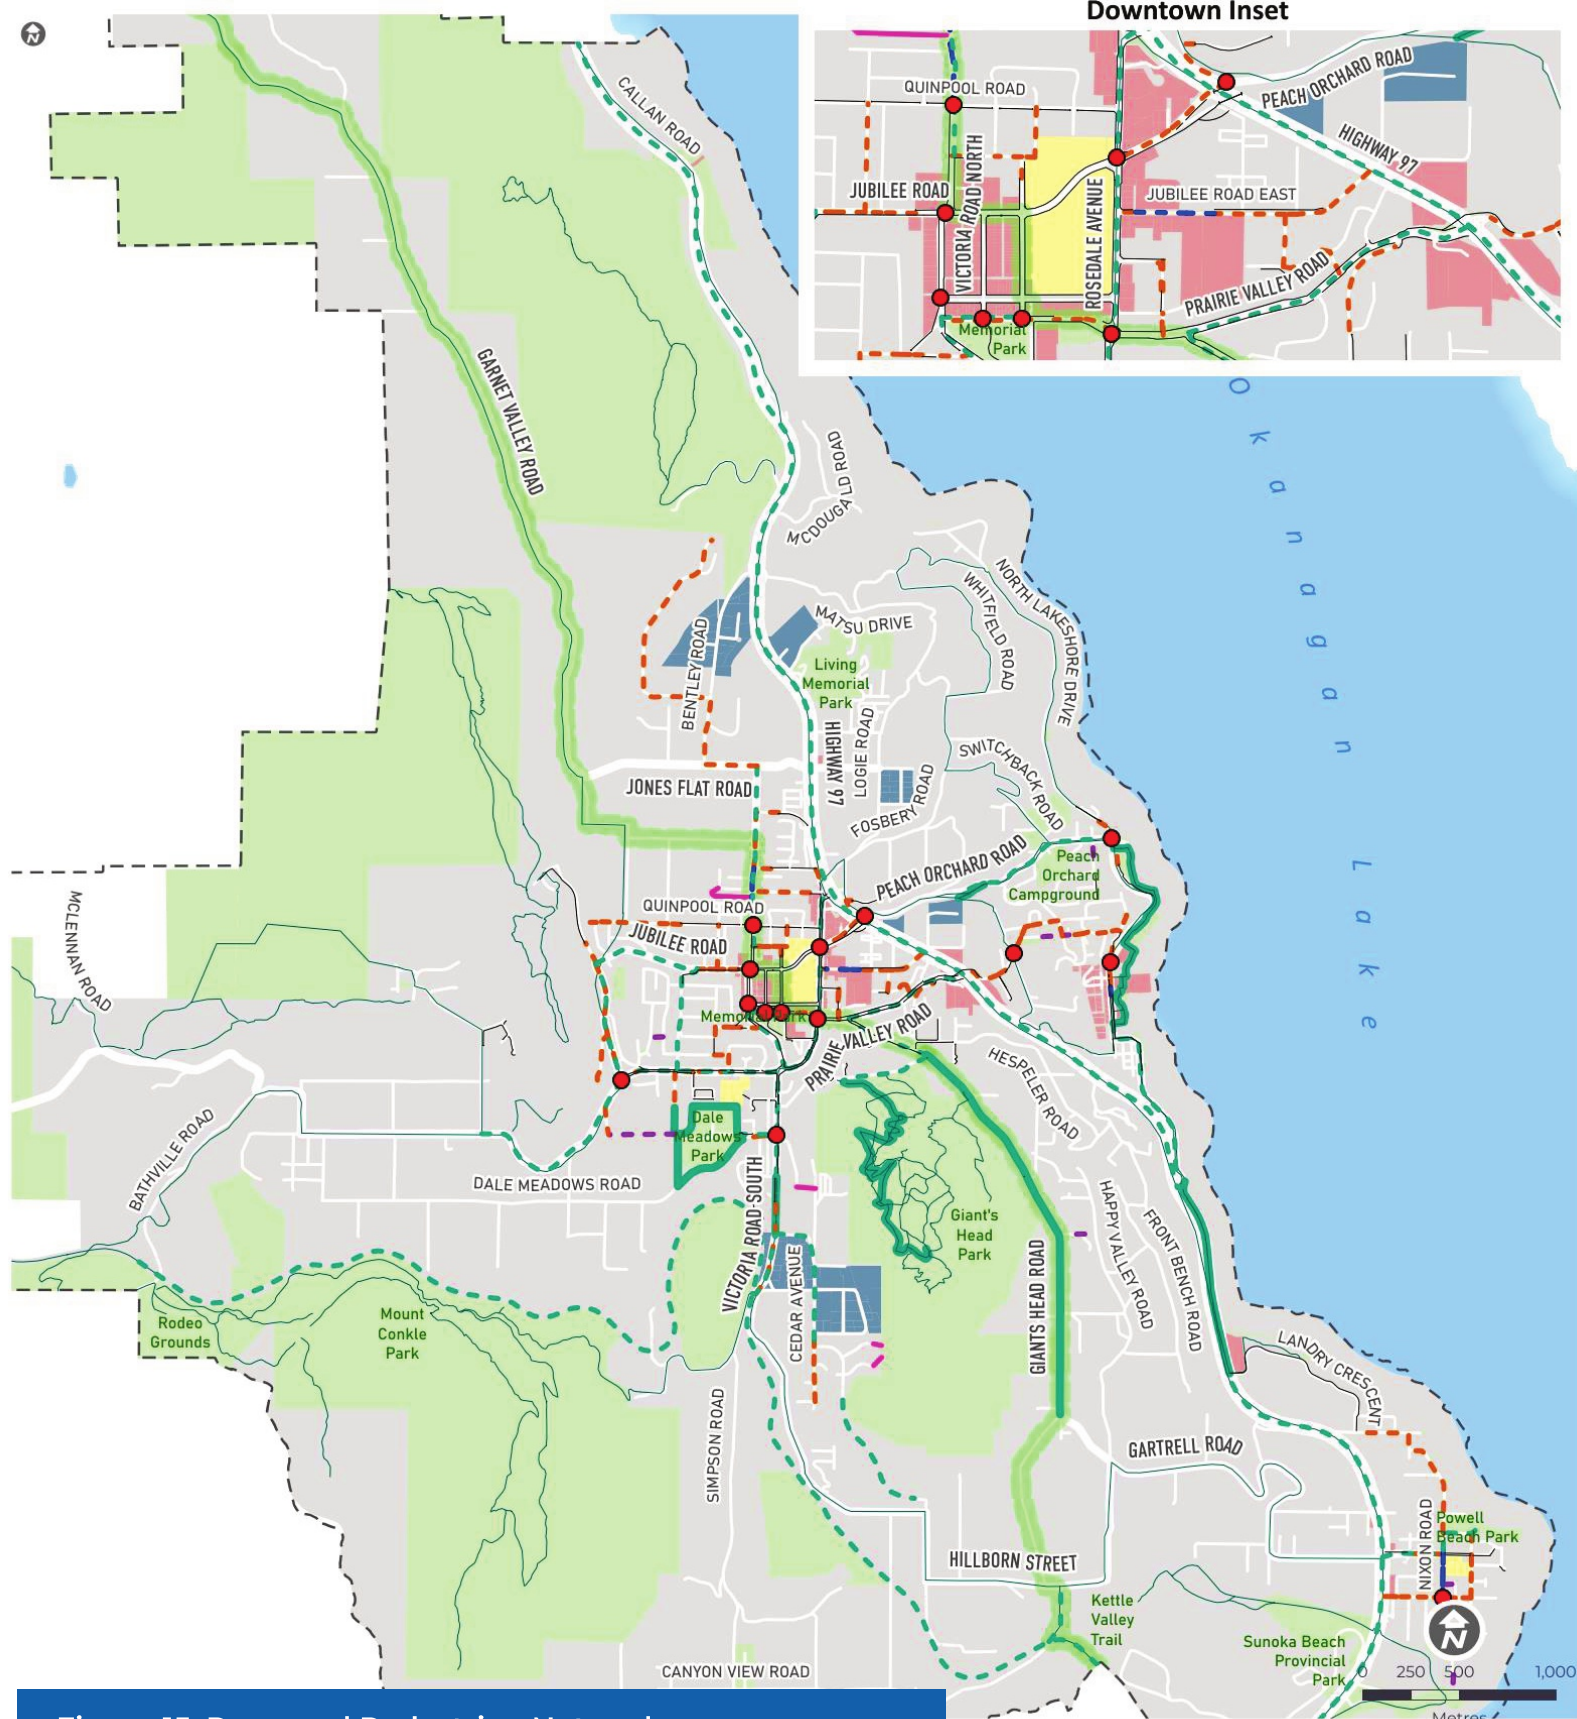 Downtown Inset
N
QUINPOOL ROAD
PEACH ORCHARD ROAD
HIGHWAY 97
JUBILEE ROAD
VICTORIA ROAD NORTH
ROSEDALE AVENUE
JUBILEE ROAD EAST
PRAIRIE VALLEY ROAD
Memorial
Park
CALLAN ROAD
GARNET VALLEY ROAD
MCDOUGALD ROAD
Okanagan Lake
NORTH LAKESHORE DRIVE
WHITFIELD ROAD
MATSU DRIVE
BENTLEY ROAD
Living
Memorial
Park
HIGHWAY 97
LOGIE ROAD
SWITCHBACK ROAD
JONES FLAT ROAD
FOSBERY ROAD
PEACH ORCHARD ROAD
Peach
Orchard
Campground
MCLENNAN ROAD
QUINPOOL ROAD
JUBILEE ROAD
Memorial Park
PRAIRIE VALLEY ROAD
HESPELER ROAD
BATHVILLE ROAD
Dale
Meadows
Park
DALE MEADOWS ROAD
VICTORIA ROAD SOUTH
Giant's
Head
Park
HAPPY VALLEY ROAD
FRONT BENCH ROAD
GIANTS HEAD ROAD
CEDAR AVENUE
Rodeo
Grounds
Mount
Conkle
Park
LANDRY CRESCENT
SIMPSON ROAD
GARTRELL ROAD
NIXON ROAD
Powell
Beach Park
HILLBORN STREET
Kettle
Valley
Trail
Sunoka Beach
Provincial
Park
N
CANYON VIEW ROAD
0 250 500 1,000
Metres